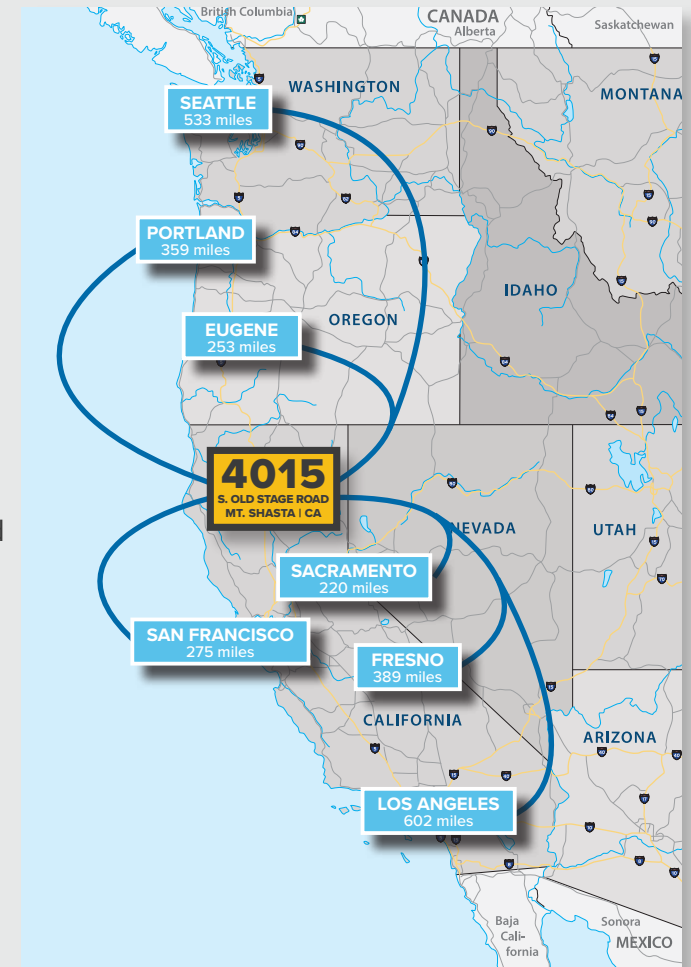 British Columbia
CANADA
Alberta
Saskatchewan
WASHINGTON
MONTANA
SEATTLE
533 miles
PORTLAND
359 miles
IDAHO
OREGON
EUGENE
253 miles
4015
S. OLD STAGE ROAD
MT. SHASTA | CA
NEVADA
UTAH
SACRAMENTO
220 miles
SAN FRANCISCO
275 miles
FRESNO
389 miles
CALIFORNIA
ARIZONA
LOS ANGELES
602 miles
Baja
Cali-
fornia
Sonora
MEXICO